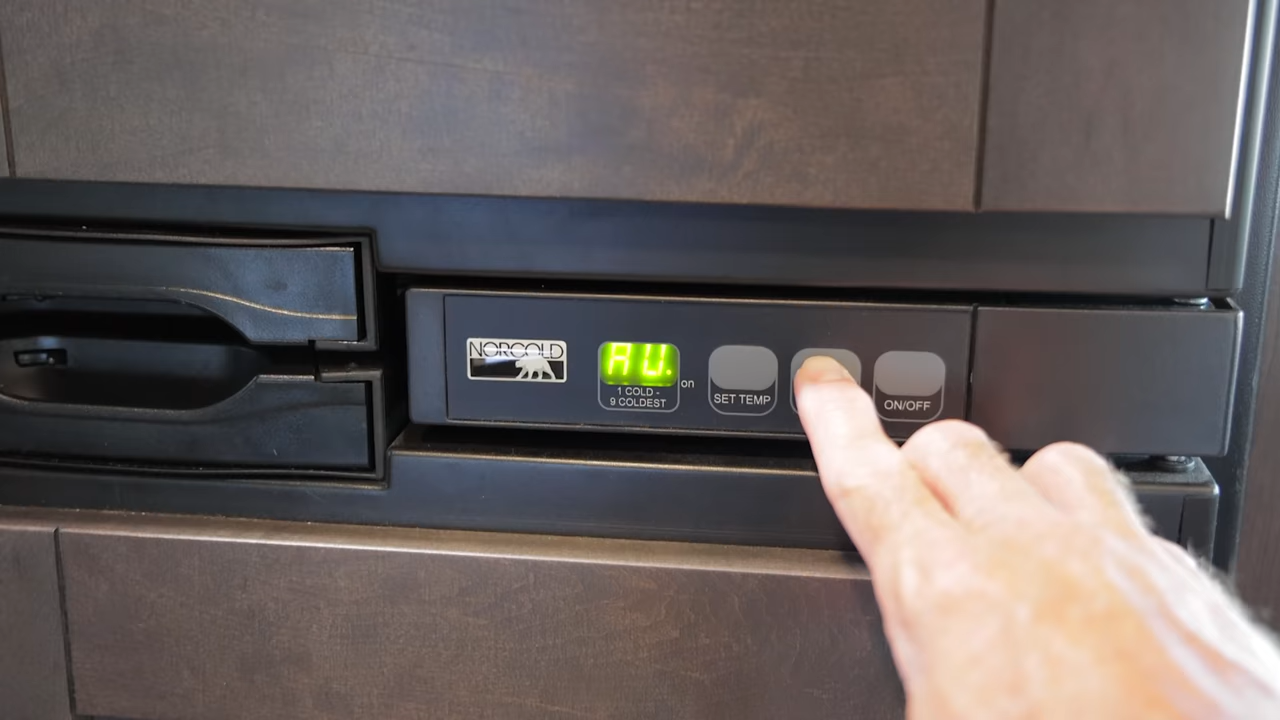 NORCOLD
AU.
on
1 COLD -
9 COLDEST
SET TEMP
ON/OFF